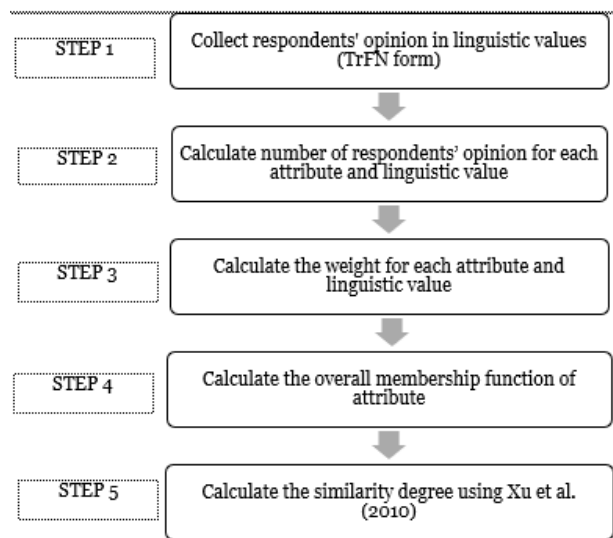 STEP 1
Collect respondents' opinion in linguistic values
(TrFN form)
STEP 2
Calculate number of respondents’ opinion for each
attribute and linguistic value
STEP 3
Calculate the weight for each attribute and
linguistic value
STEP 4
Calculate the overall membership function of
attribute
STEP 5
Calculate the similarity degree using Xu et al.
(2010)